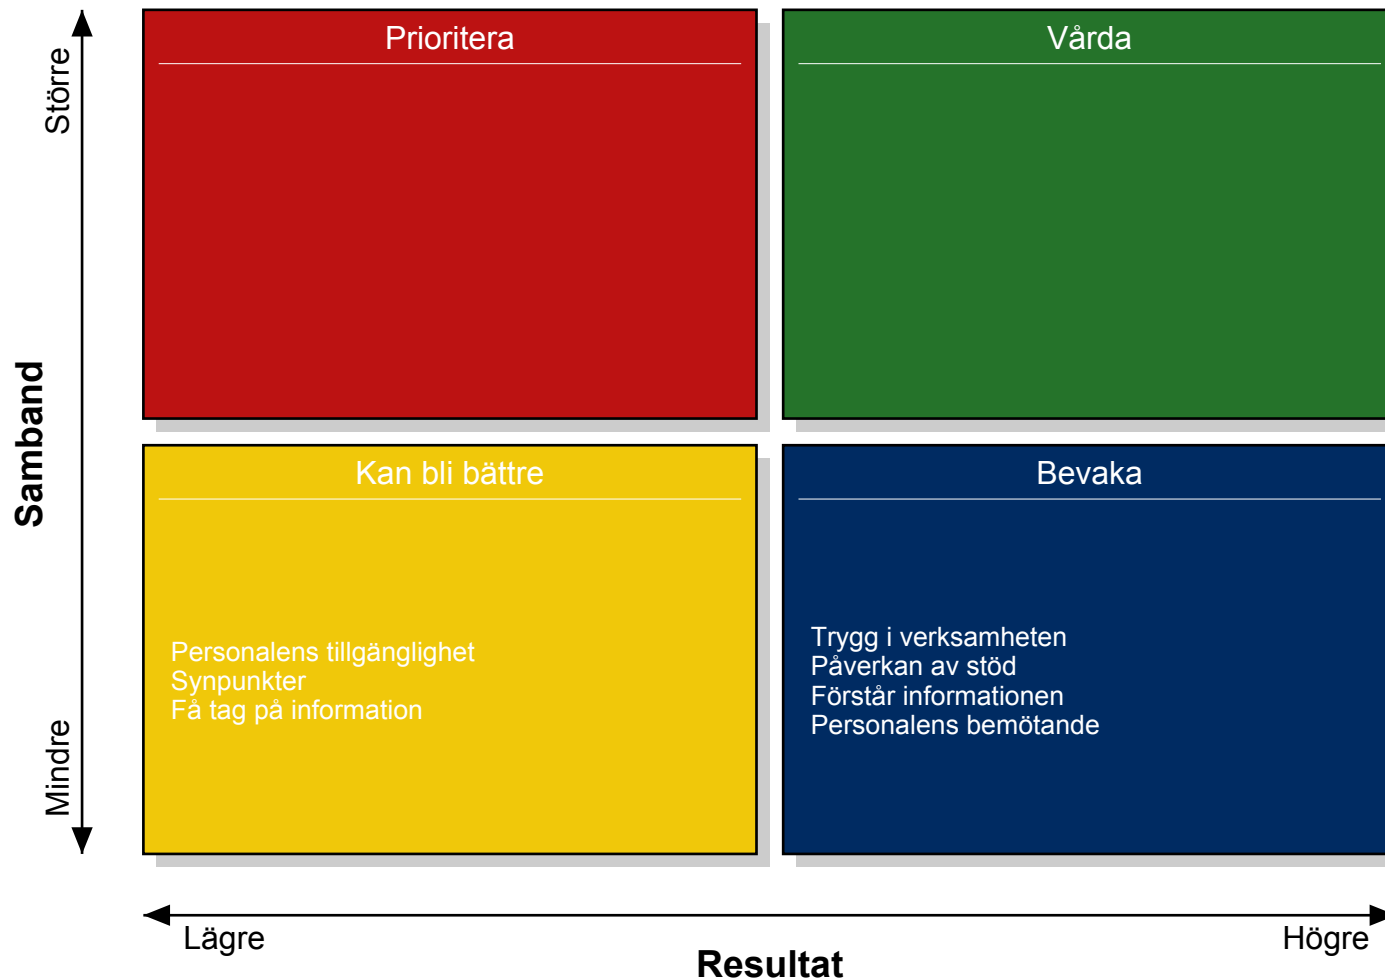 Prioritera
Vårda
Större
Samband
Mindre
Kan bli bättre
Personalens tillgänglighet
Synpunkter
Få tag på information
Bevaka
Trygg i verksamheten
Påverkan av stöd
Förstår informationen
Personalens bemötande
Lägre
Högre
Resultat